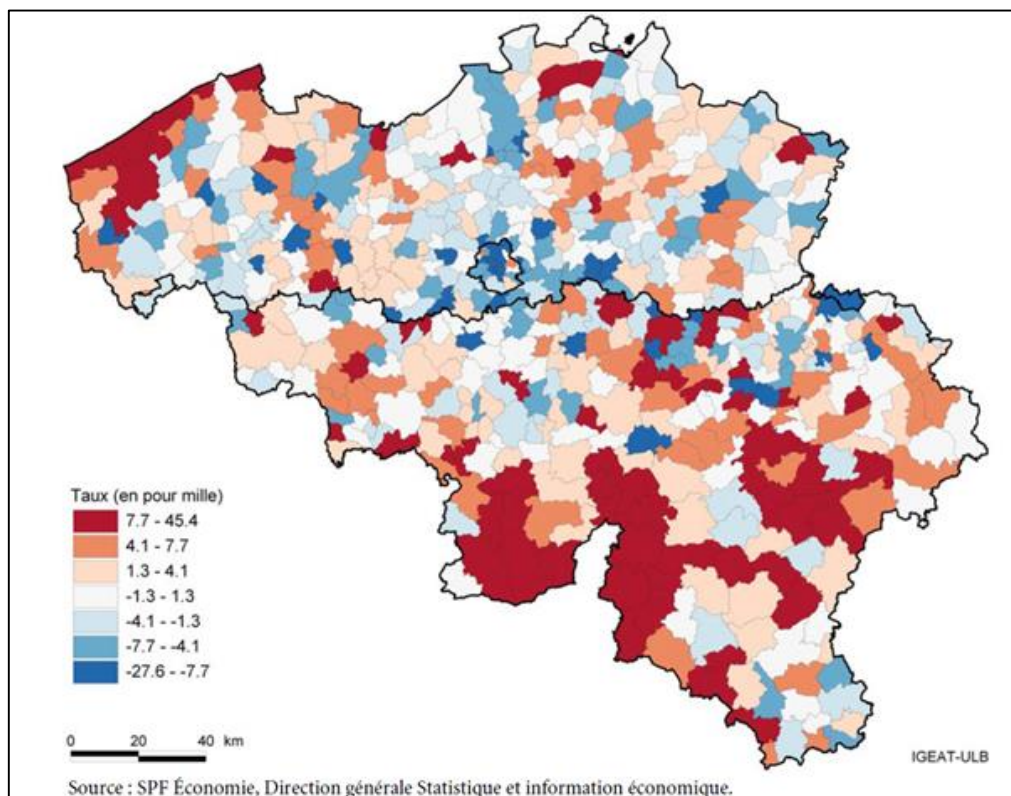 Taux (en pour mille)
7.7 - 45.4
4.1 - 7.7
1.3 - 4.1
-1.3 - 1.3
-4.1 - -1.3
-7.7 - -4.1
-27.6 - -7.7
0 20 40 km
IGEAT-ULB
Source : SPF Économie, Direction générale Statistique et information économique.